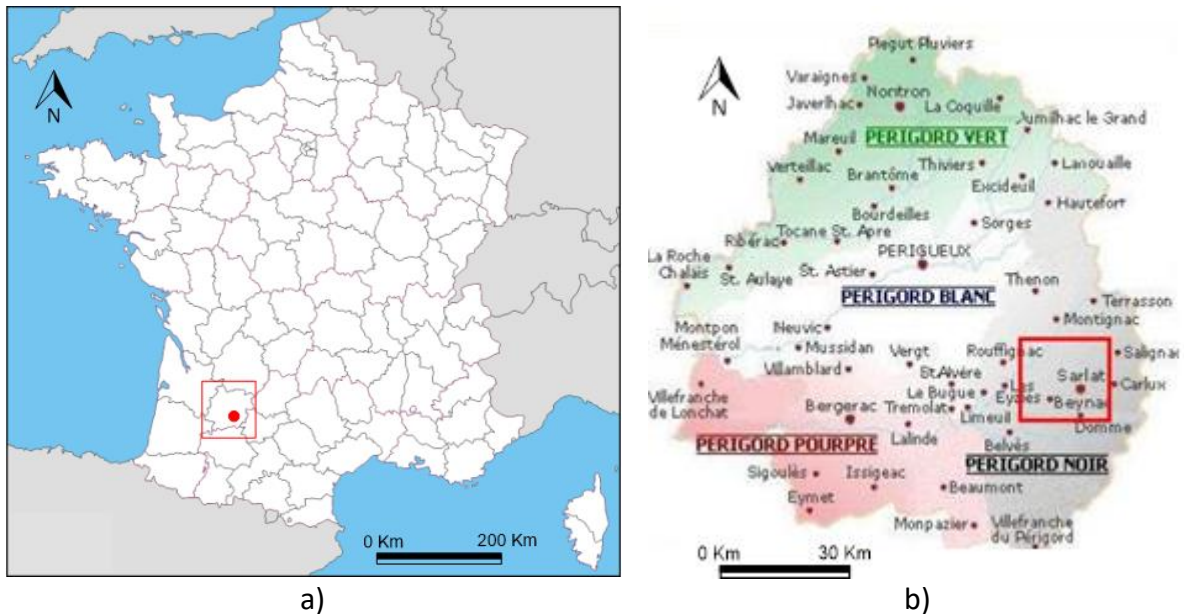 N
0 Km 200 Km
a)
N
Piegut Pluviers
Varaignes
Nontron
Javerlhac
La Coquille
Jumilhac le Grand
Mareuil
PERIGORD VERT
Verteillac
Thiviers
Lanouaille
Brantôme
Excideuil
Hautefort
Bourdeilles
Sorges
Tocane St. Apre
Ribérac
PERIGUEUX
La Roche
Chalais
St. Aulaye
St. Astier
Thenon
PERIGORD BLANC
Terrasson
Montignac
Montpon
Ménestérol
Neuvic
Mussidan
Vergt
Rouffignac
Salignac
Villamblard
St.Alvére
Sarlat
Les
Eyzies
Carlux
Villefranche
de Lonchat
Le Bugue
Beynac
Bergerac
Tremolat
Limeuil
Domme
Lalinde
Belvès
PERIGORD POURPRE
PERIGORD NOIR
Sigoulès
Issigeac
Beaumont
Eymet
Monpazier
Villefranche
du Périgord
0 Km 30 Km
b)